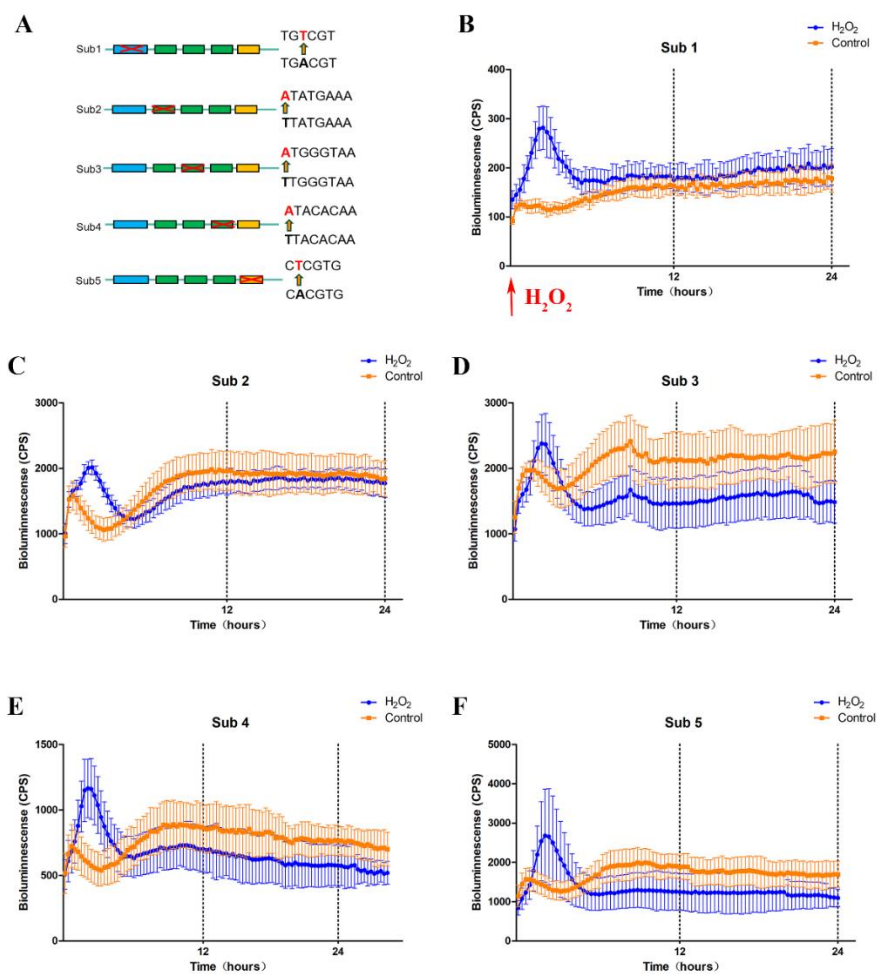 A
Sub1
TGTCGT
TGACGT
Sub2
ATATGAAA
TTATGAAA
Sub3
ATGGGTAA
TTGGGTAA
Sub4
ATACACAA
TTACACAA
Sub5
CTCGTG
CACGTG
B
Sub 1
H2O2
Control
Bioluminnescense (CPS)
400
300
200
100
0
12
24
Time (hours)
H2O2
C
Sub 2
H2O2
Control
Bioluminnescense (CPS)
3000
2000
1000
0
12
24
Time (hours)
D
Sub 3
H2O2
Control
Bioluminnescense (CPS)
3000
2000
1000
0
12
24
Time (hours)
E
Sub 4
H2O2
Control
Bioluminnescense (CPS)
1500
1000
500
0
12
24
Time (hours)
F
Sub 5
H2O2
Control
Bioluminnescense (CPS)
5000
4000
3000
2000
1000
0
12
24
Time (hours)